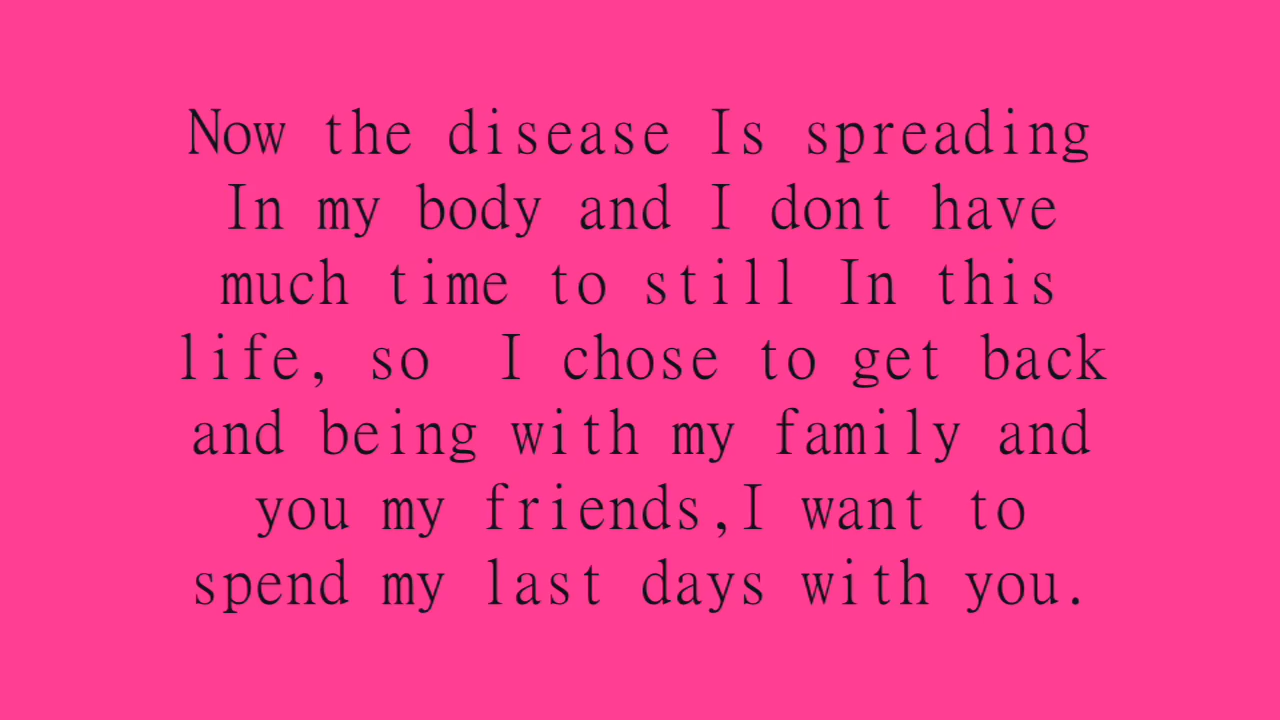 Now the disease Is spreading
In my body and I dont have
much time to still In this
life, so  I chose to get back
and being with my family and
you my friends,I want to
spend my last days with you.